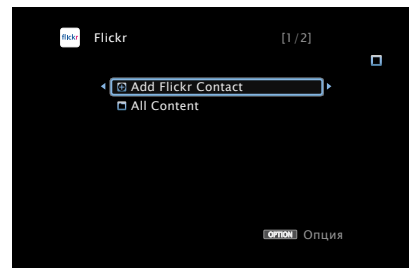 flickr Flickr [1/2]
Add Flickr Contact
All Content
OPTION Опция